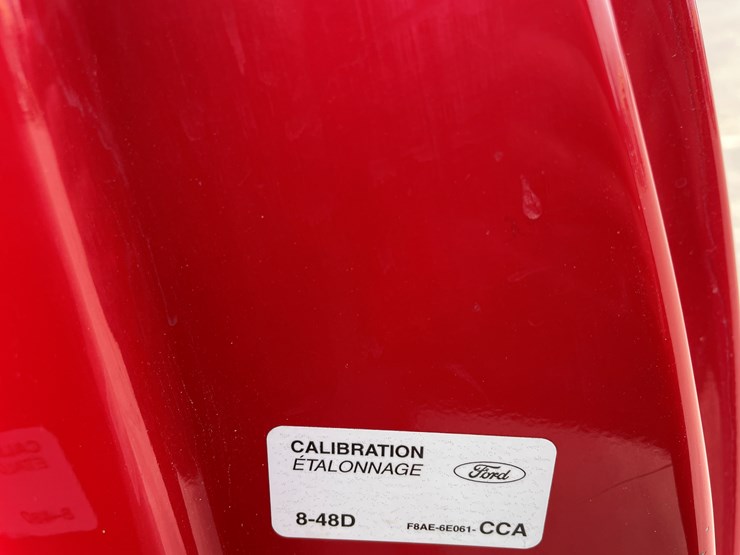 CALIBRATION
ÉTALONNAGE
Ford
8-48D
F8AE-6E061-CCA